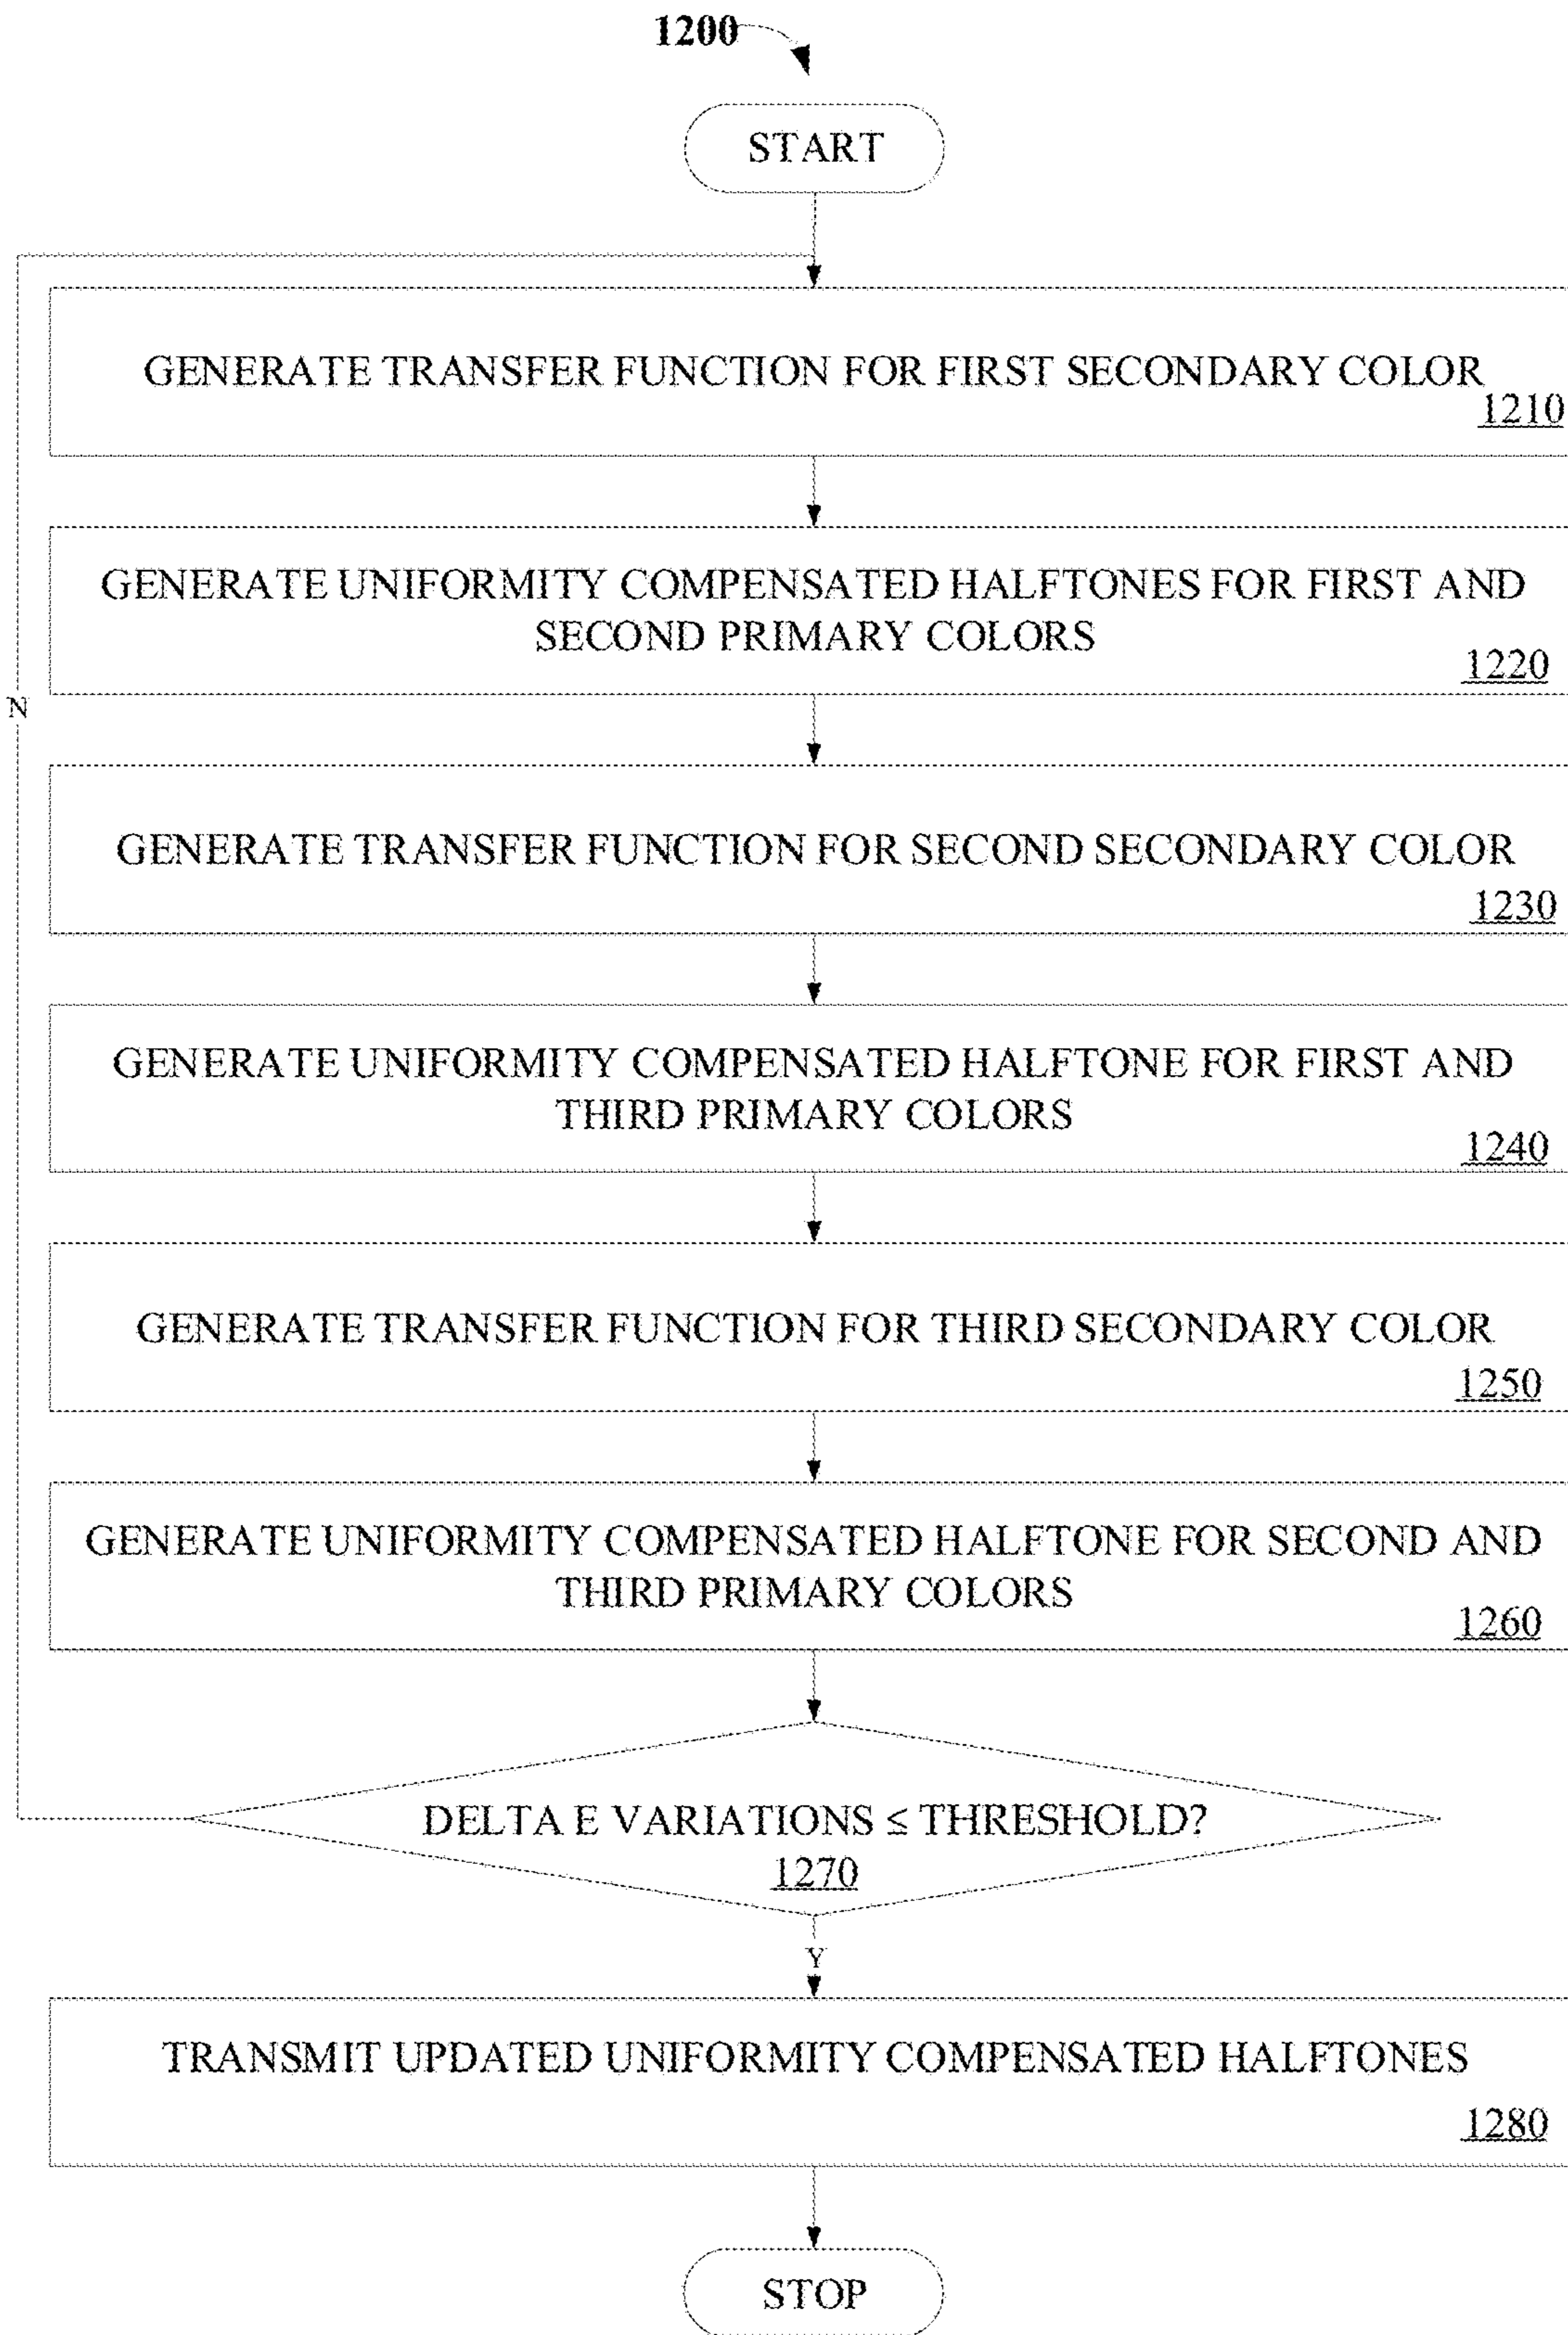 1200
START
GENERATE TRANSFER FUNCTION FOR FIRST SECONDARY COLOR
1210
GENERATE UNIFORMITY COMPENSATED HALFTONES FOR FIRST AND
SECOND PRIMARY COLORS
1220
N
GENERATE TRANSFER FUNCTION FOR SECOND SECONDARY COLOR
1230
GENERATE UNIFORMITY COMPENSATED HALFTONE FOR FIRST AND
THIRD PRIMARY COLORS
1240
GENERATE TRANSFER FUNCTION FOR THIRD SECONDARY COLOR
1250
GENERATE UNIFORMITY COMPENSATED HALFTONE FOR SECOND AND
THIRD PRIMARY COLORS
1260
DELTA E VARIATIONS ≤ THRESHOLD?
1270
Y
TRANSMIT UPDATED UNIFORMITY COMPENSATED HALFTONES
1280
STOP